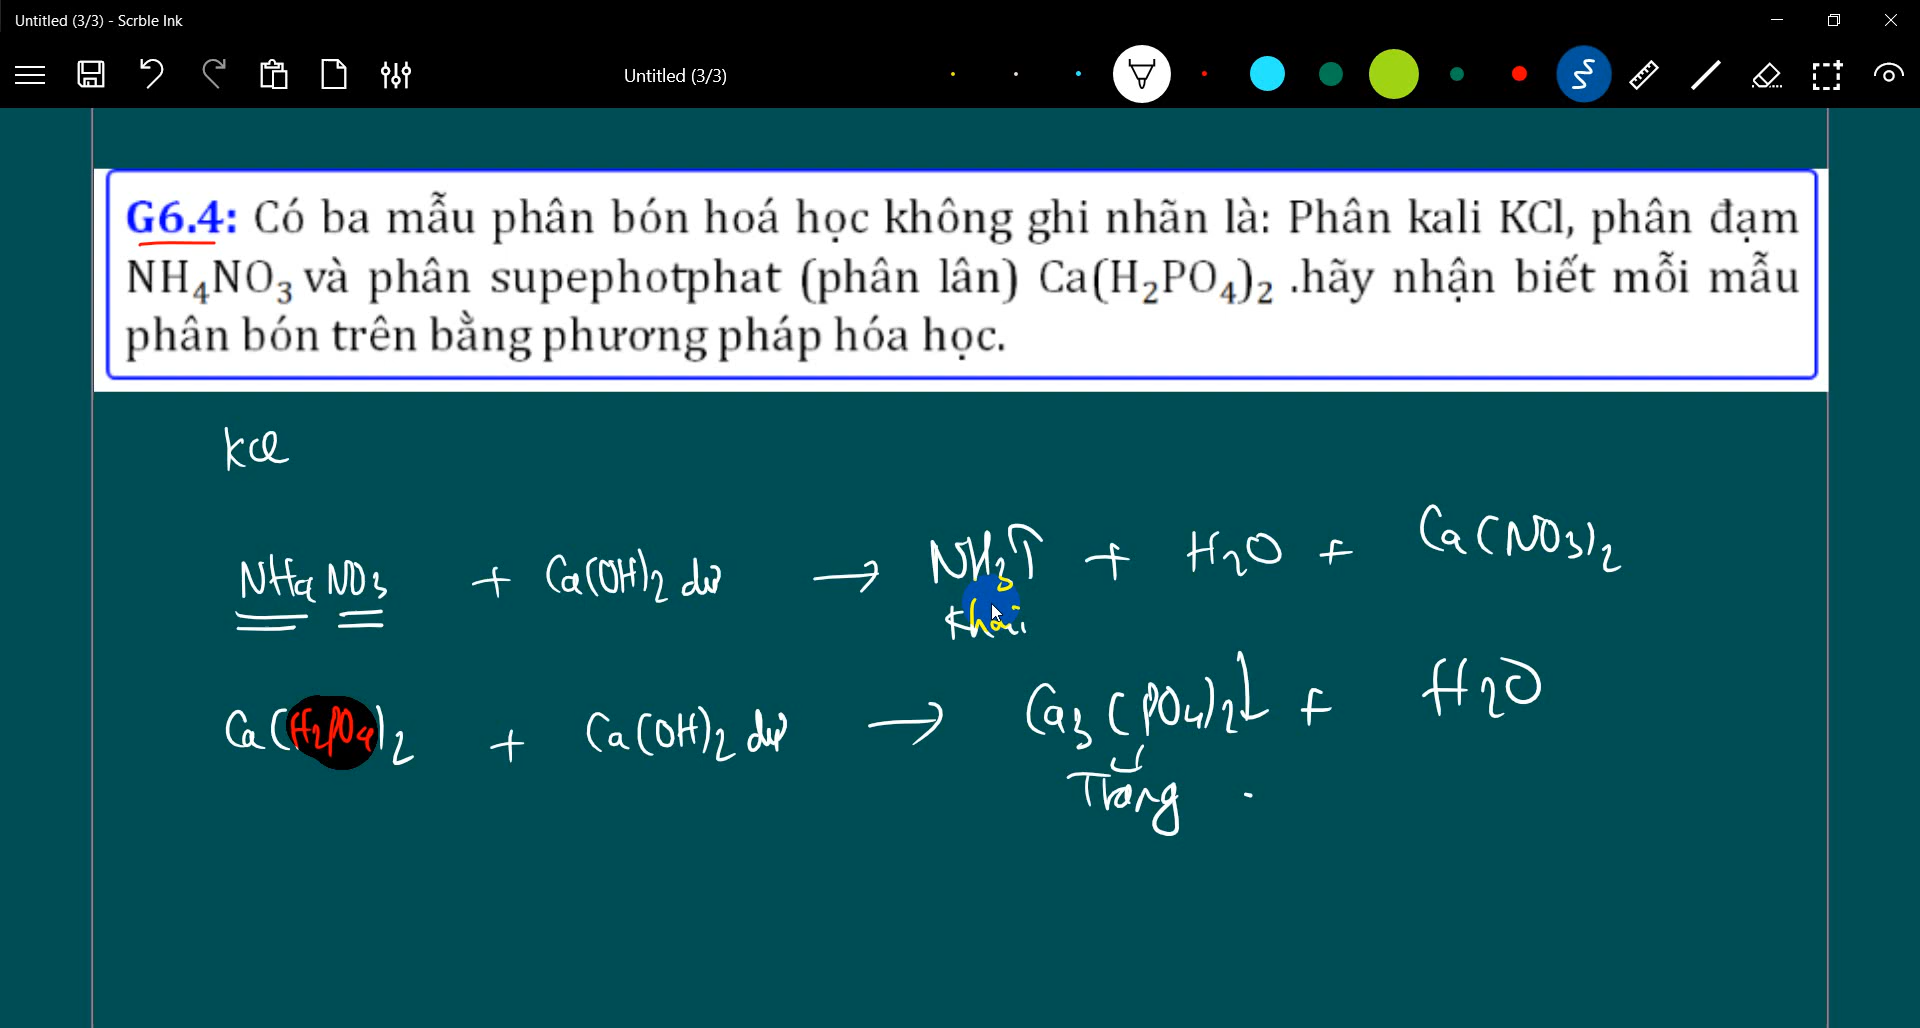 Untitled (3/3) - Scrble Ink
Untitled (3/3)
G6.4: Có ba mẫu phân bón hoá học không ghi nhãn là: Phân kali KCl, phân đạm
NH₄NO₃ và phân supephotphat (phân lân) Ca(H₂PO₄)₂ .hãy nhận biết mỗi mẫu
phân bón trên bằng phương pháp hóa học.
KCl
NH₄NO₃ + Ca(OH)₂ dư → NH₃↑ + H₂O + Ca(NO₃)₂
Khai
Ca(H₂PO₄)₂ + Ca(OH)₂ dư → Ca₃(PO₄)₂↓ + H₂O
Trắng